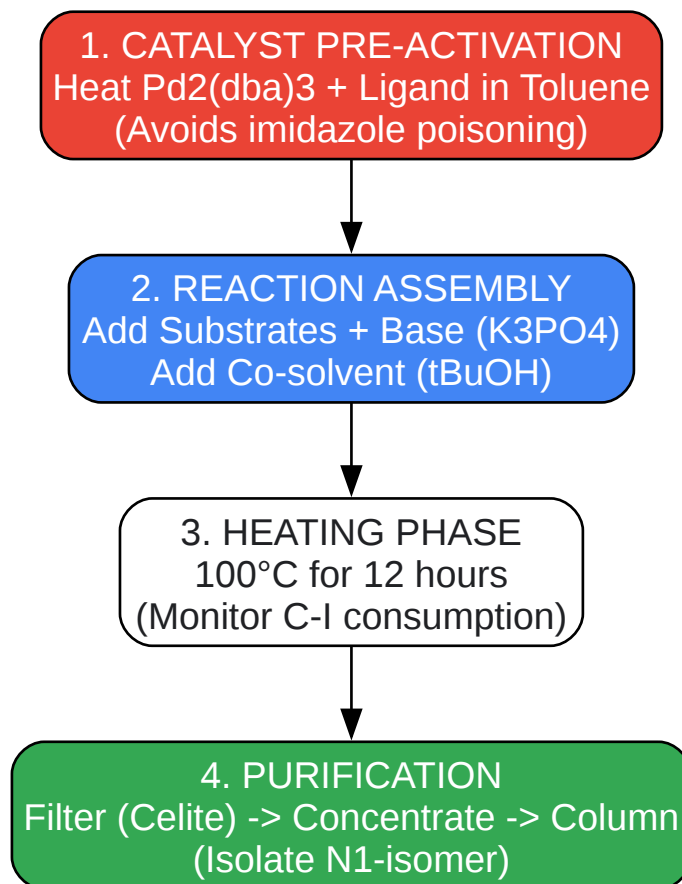 1. CATALYST PRE-ACTIVATION
Heat Pd2(dba)3 + Ligand in Toluene
(Avoids imidazole poisoning)
2. REACTION ASSEMBLY
Add Substrates + Base (K3PO4)
Add Co-solvent (tBuOH)
3. HEATING PHASE
100°C for 12 hours
(Monitor C-I consumption)
4. PURIFICATION
Filter (Celite) -> Concentrate -> Column
(Isolate N1-isomer)